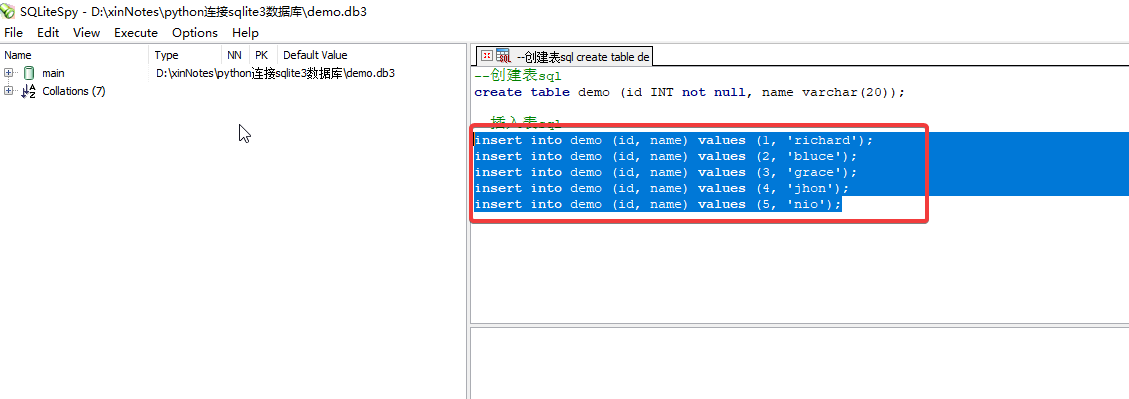 SQLiteSpy - D:\xinNotes\python连接sqlite3数据库\demo.db3
File Edit View Execute Options Help
Name Type NN PK Default Value
main D:\xinNotes\python连接sqlite3数据库\demo.db3
Collations (7)
--创建表sql create table de
--创建表sql
create table demo (id INT not null, name varchar(20));
插入表sql
insert into demo (id, name) values (1, 'richard');
insert into demo (id, name) values (2, 'bluce');
insert into demo (id, name) values (3, 'grace');
insert into demo (id, name) values (4, 'jhon');
insert into demo (id, name) values (5, 'nio');